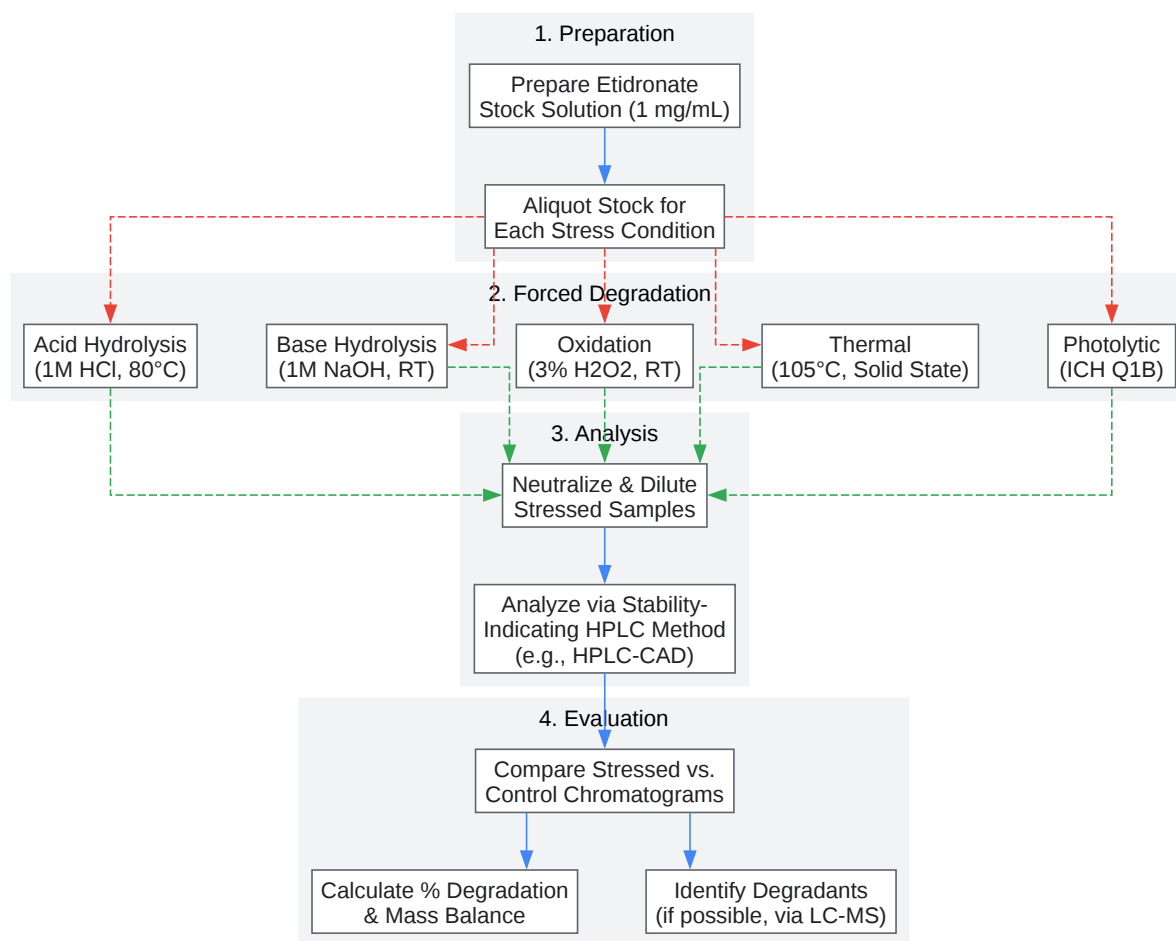 1. Preparation
Prepare Etidronate
Stock Solution (1 mg/mL)
Aliquot Stock for
Each Stress Condition
2. Forced Degradation
Acid Hydrolysis
(1M HCl, 80°C)
Base Hydrolysis
(1M NaOH, RT)
Oxidation
(3% H2O2, RT)
Thermal
(105°C, Solid State)
Photolytic
(ICH Q1B)
3. Analysis
Neutralize & Dilute
Stressed Samples
Analyze via Stability-
Indicating HPLC Method
(e.g., HPLC-CAD)
4. Evaluation
Compare Stressed vs.
Control Chromatograms
Calculate % Degradation
& Mass Balance
Identify Degradants
(if possible, via LC-MS)